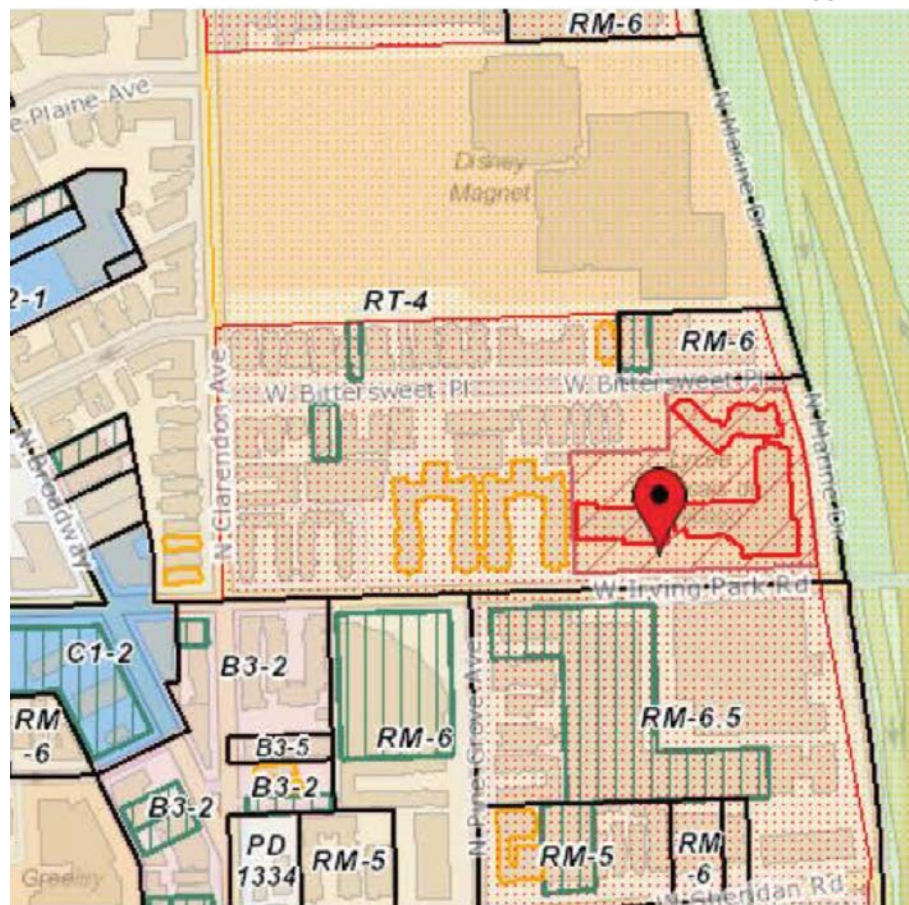 RM-6
e Plaine Ave
N Marine Dr
Disney
Magnet
2-1
RT-4
RM-6
W Bittersweet Pl
W Bittersweet Pl
N Clarendon Ave
N Marine Dr
N Broadway
W Irving Park Rd
C1-2
B3-2
RM
-6
B3-5
RM-6
N Pine Grove Ave
RM-6.5
B3-2
B3-2
PD
1334
RM-5
RM-5
RM
-6
N Sheridan Rd